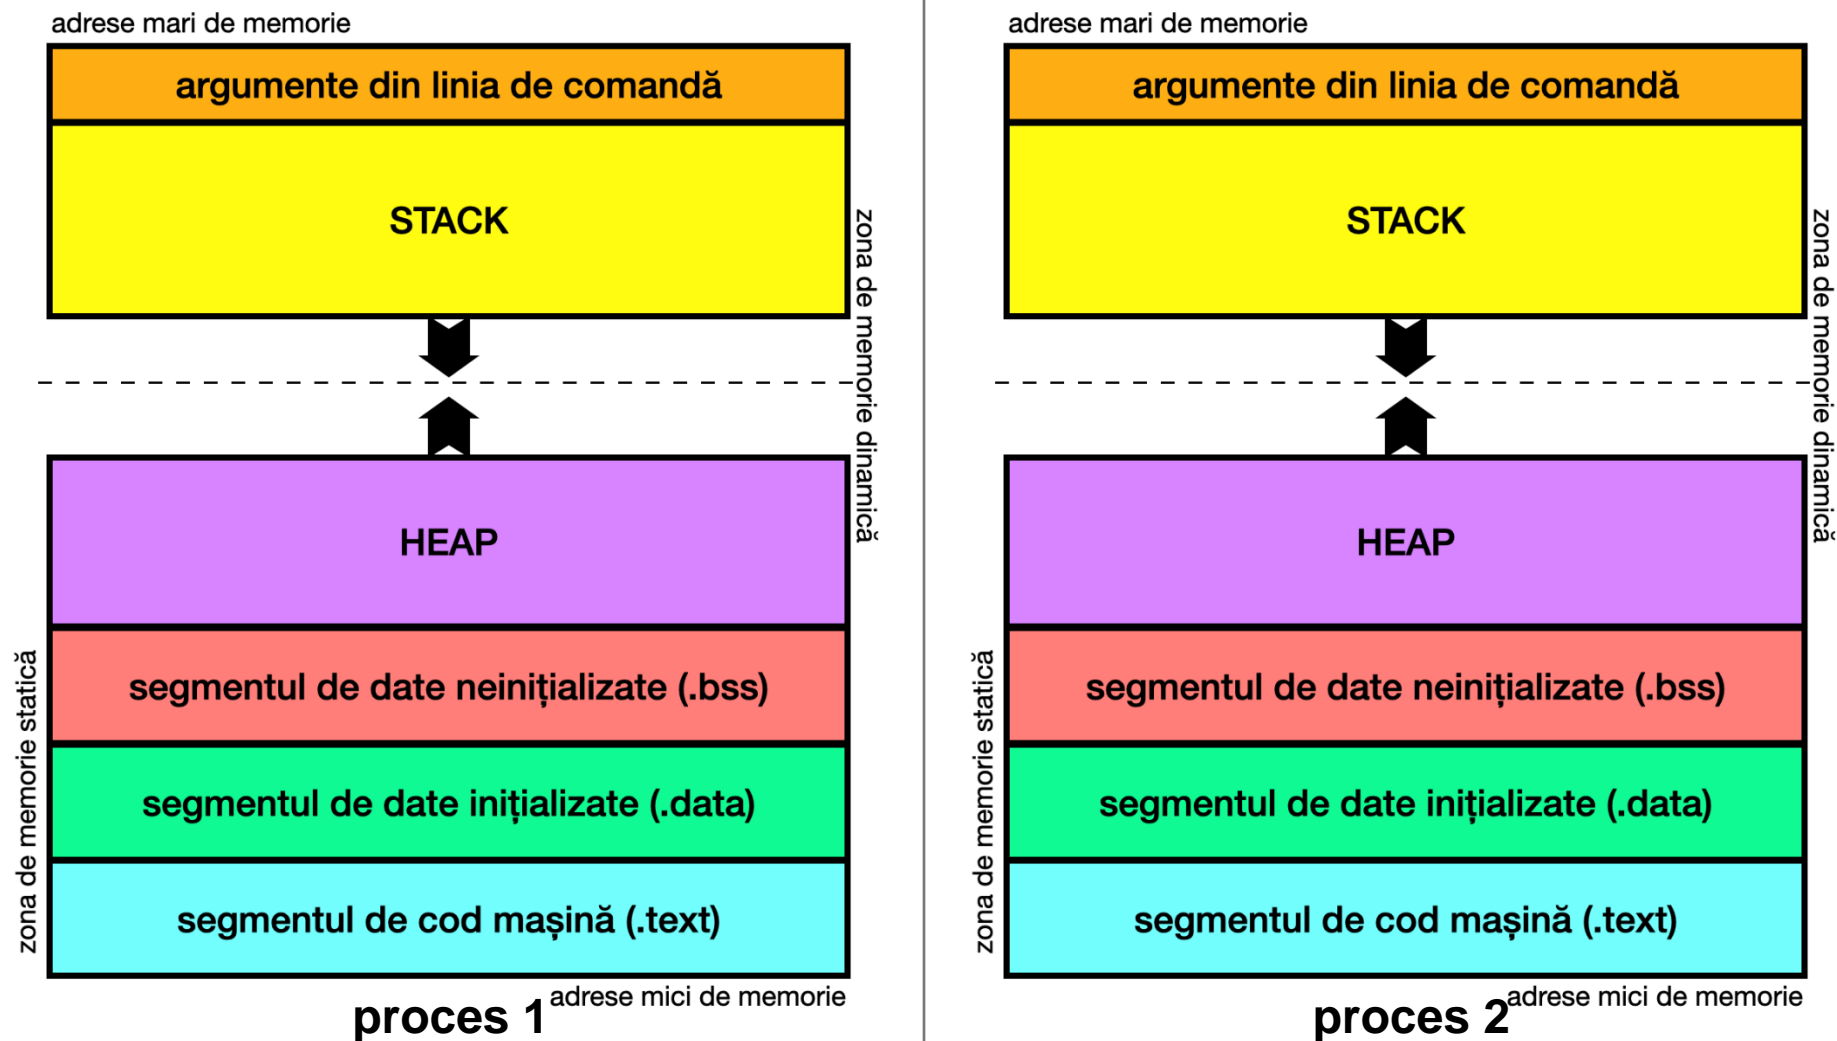 adrese mari de memorie
argumente din linia de comandă
STACK
zona de memorie dinamică
HEAP
segmentul de date neinițializate (.bss)
segmentul de date inițializate (.data)
segmentul de cod mașină (.text)
zona de memorie statică
adrese mici de memorie
proces 1
adrese mari de memorie
argumente din linia de comandă
STACK
zona de memorie dinamică
HEAP
segmentul de date neinițializate (.bss)
segmentul de date inițializate (.data)
segmentul de cod mașină (.text)
zona de memorie statică
adrese mici de memorie
proces 2